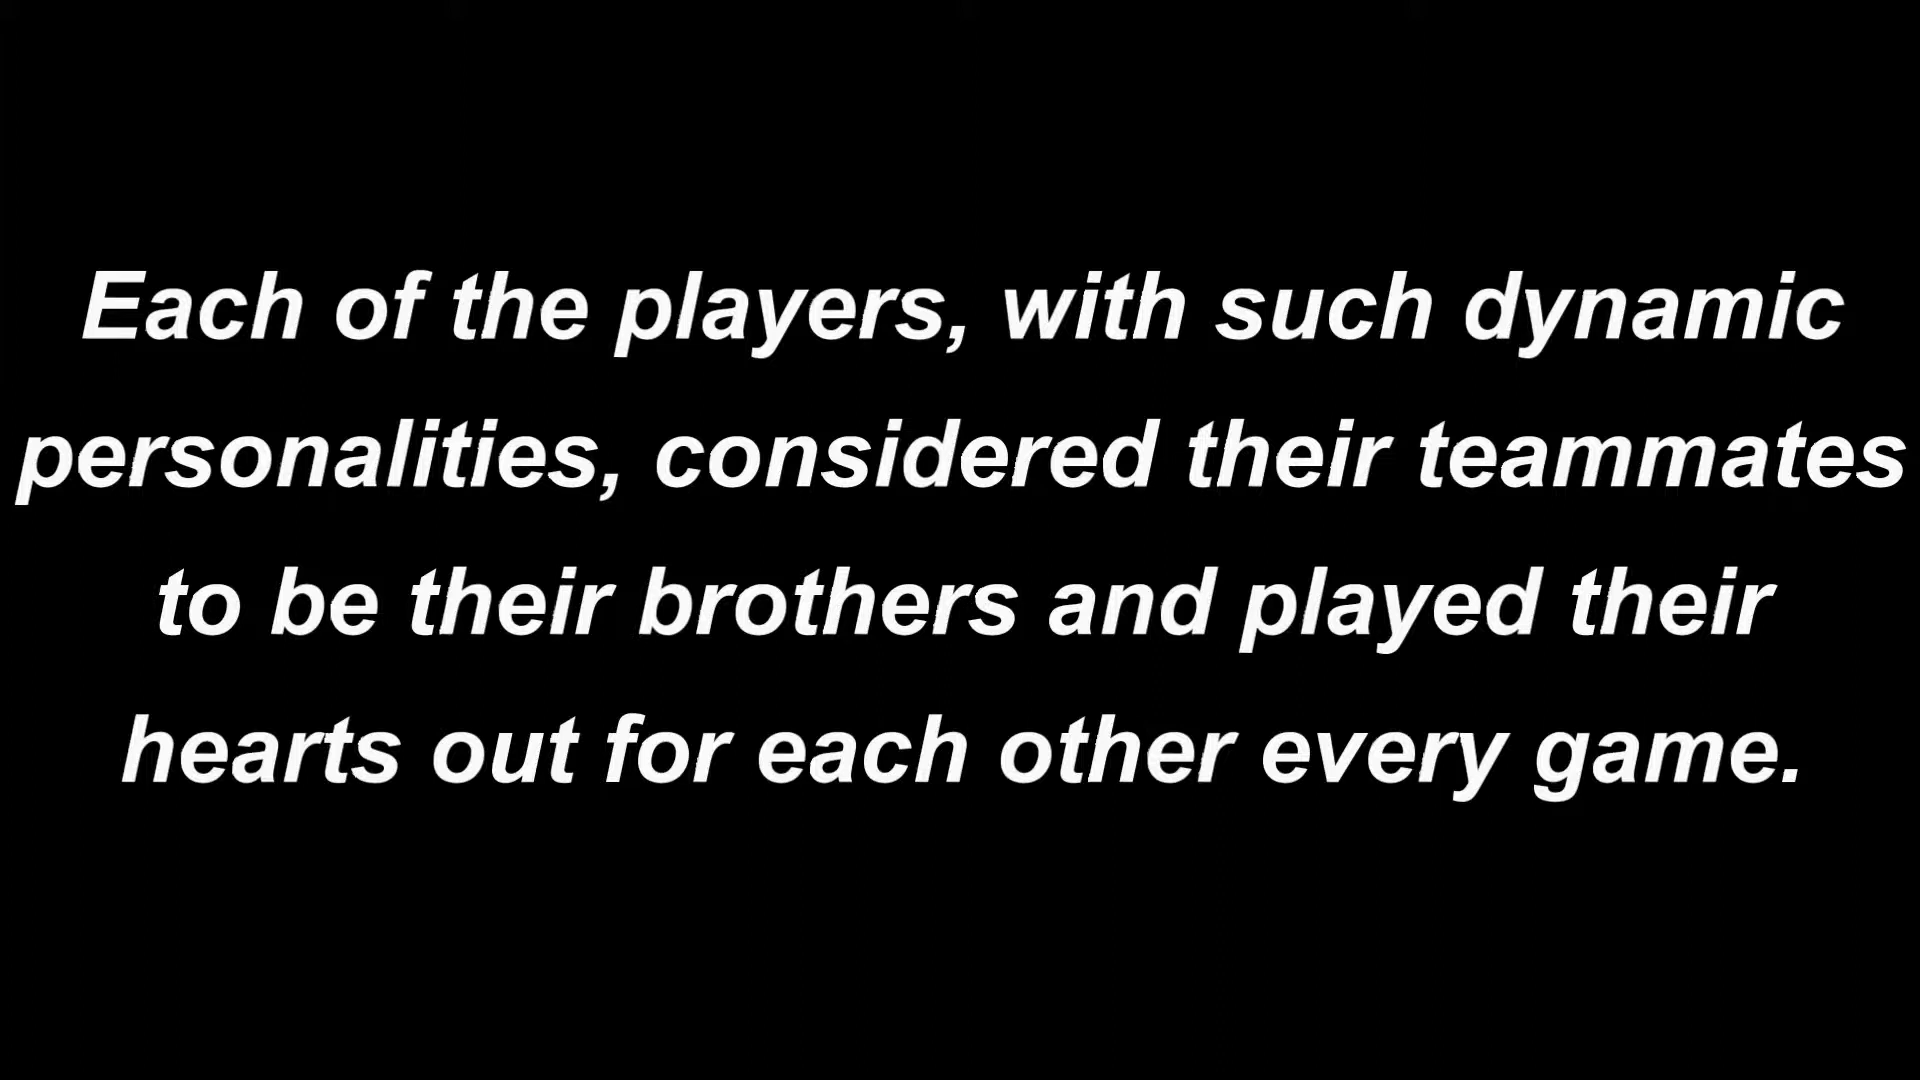 Each of the players, with such dynamic
personalities, considered their teammates
to be their brothers and played their
hearts out for each other every game.